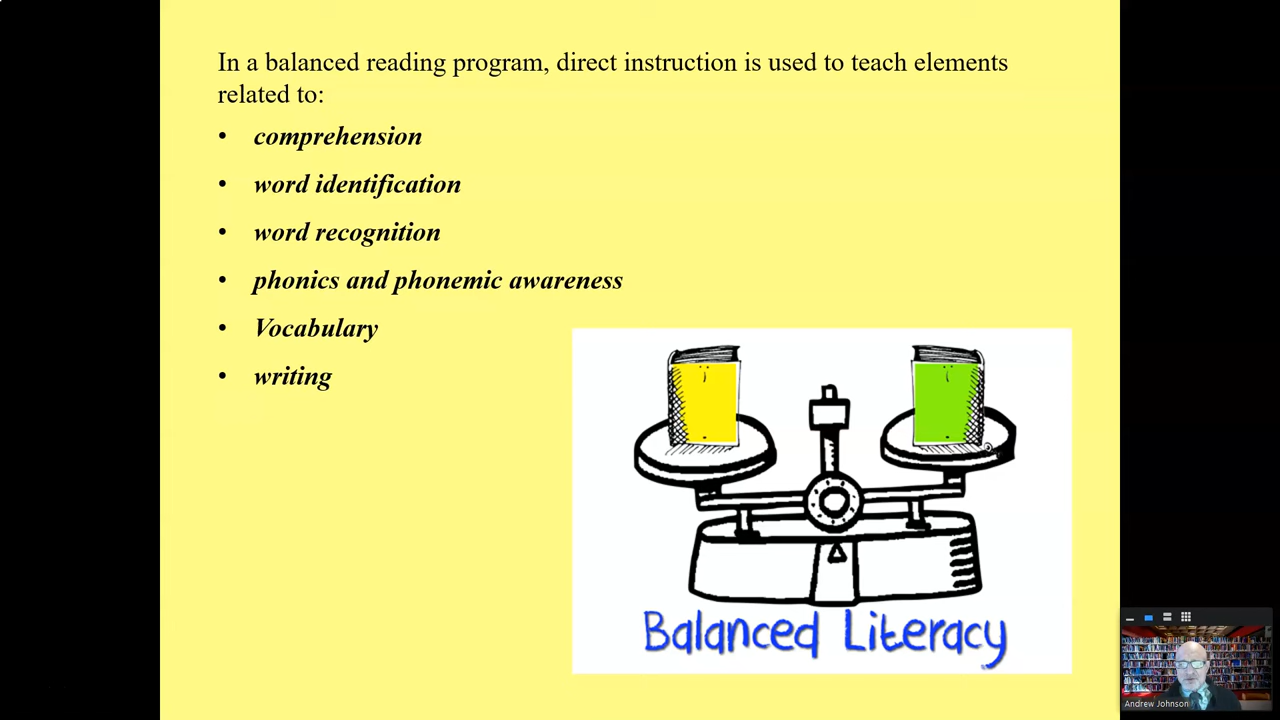 In a balanced reading program, direct instruction is used to teach elements
related to:
• comprehension
• word identification
• word recognition
• phonics and phonemic awareness
• Vocabulary
• writing
Balanced Literacy
Andrew Johnson